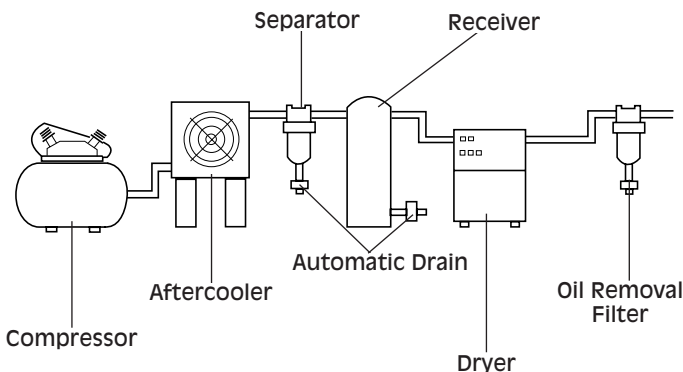 Separator
Receiver
Automatic Drain
Aftercooler
Oil Removal
Filter
Compressor
Dryer